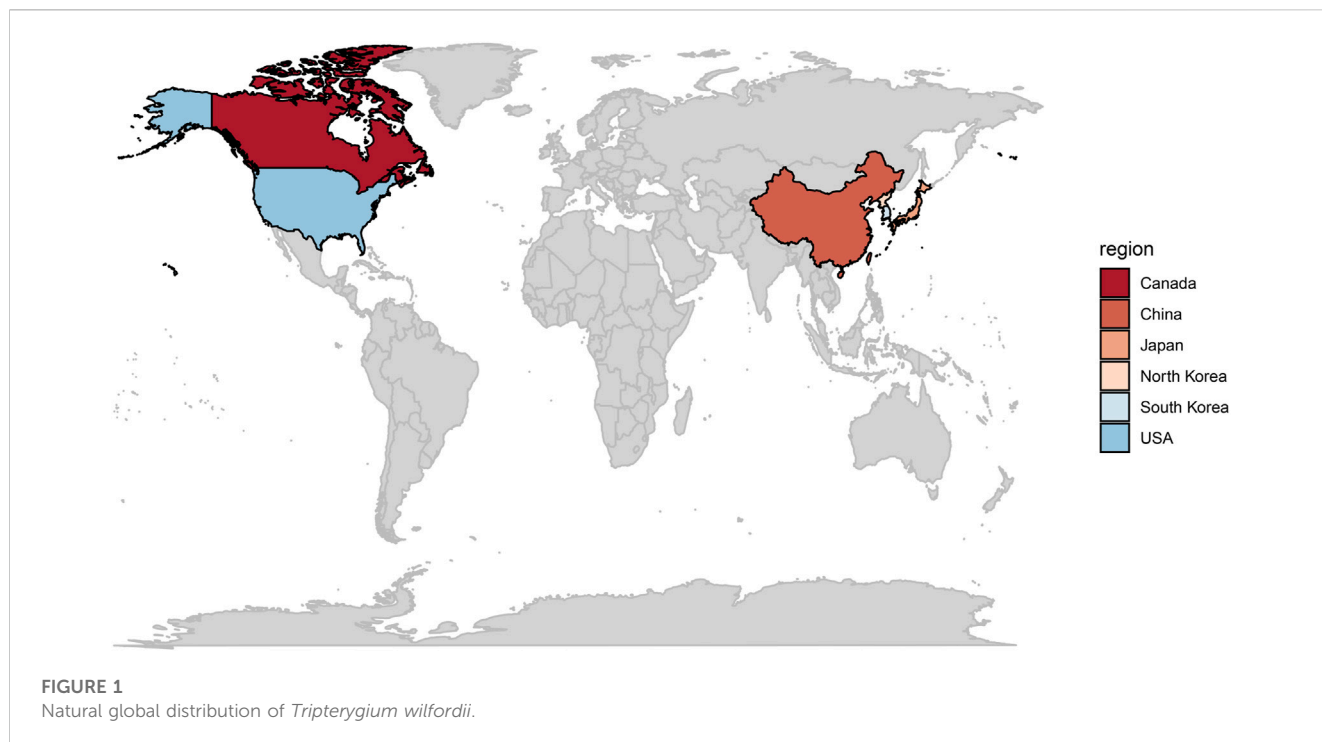 region
Canada
China
Japan
North Korea
South Korea
USA
FIGURE 1
Natural global distribution of Tripterygium wilfordii.